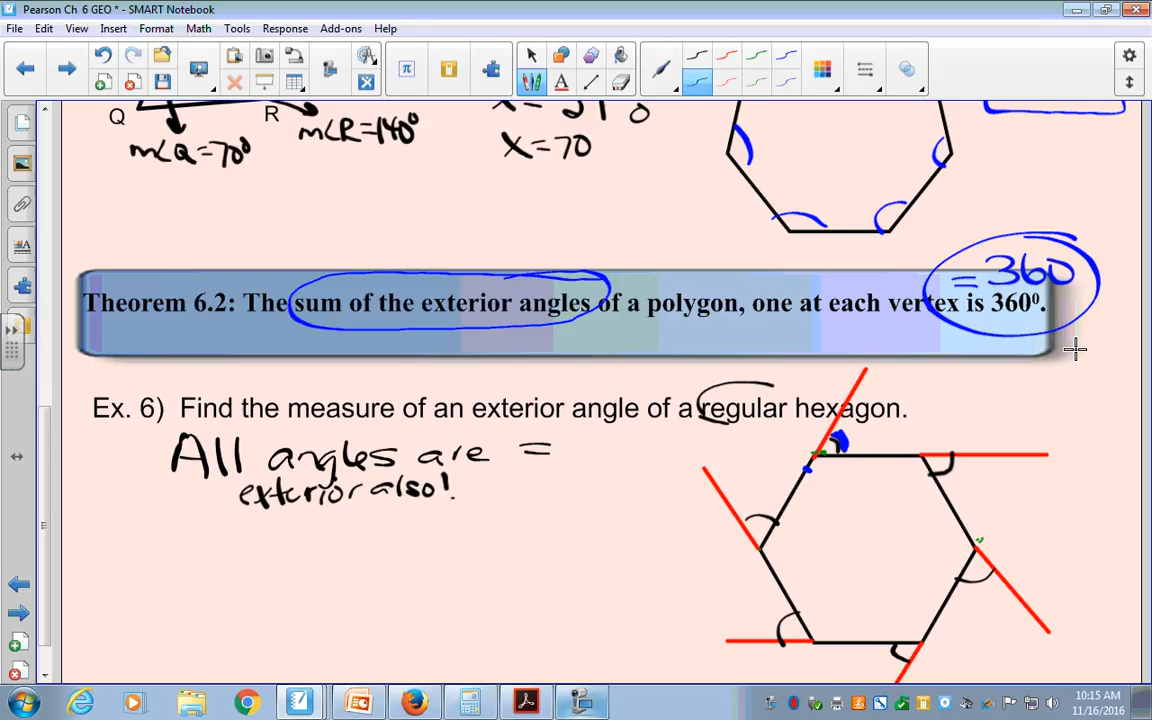 Pearson Ch 6 GEO * - SMART Notebook
File Edit View Insert Format Math Tools Response Add-ons Help
Q R
m∠R=140°
m∠Q=70°
x=70
=360
Theorem 6.2: The sum of the exterior angles of a polygon, one at each vertex is 360⁰.
Ex. 6) Find the measure of an exterior angle of a regular hexagon.
All angles are =
exterior also!
10:15 AM
11/16/2016